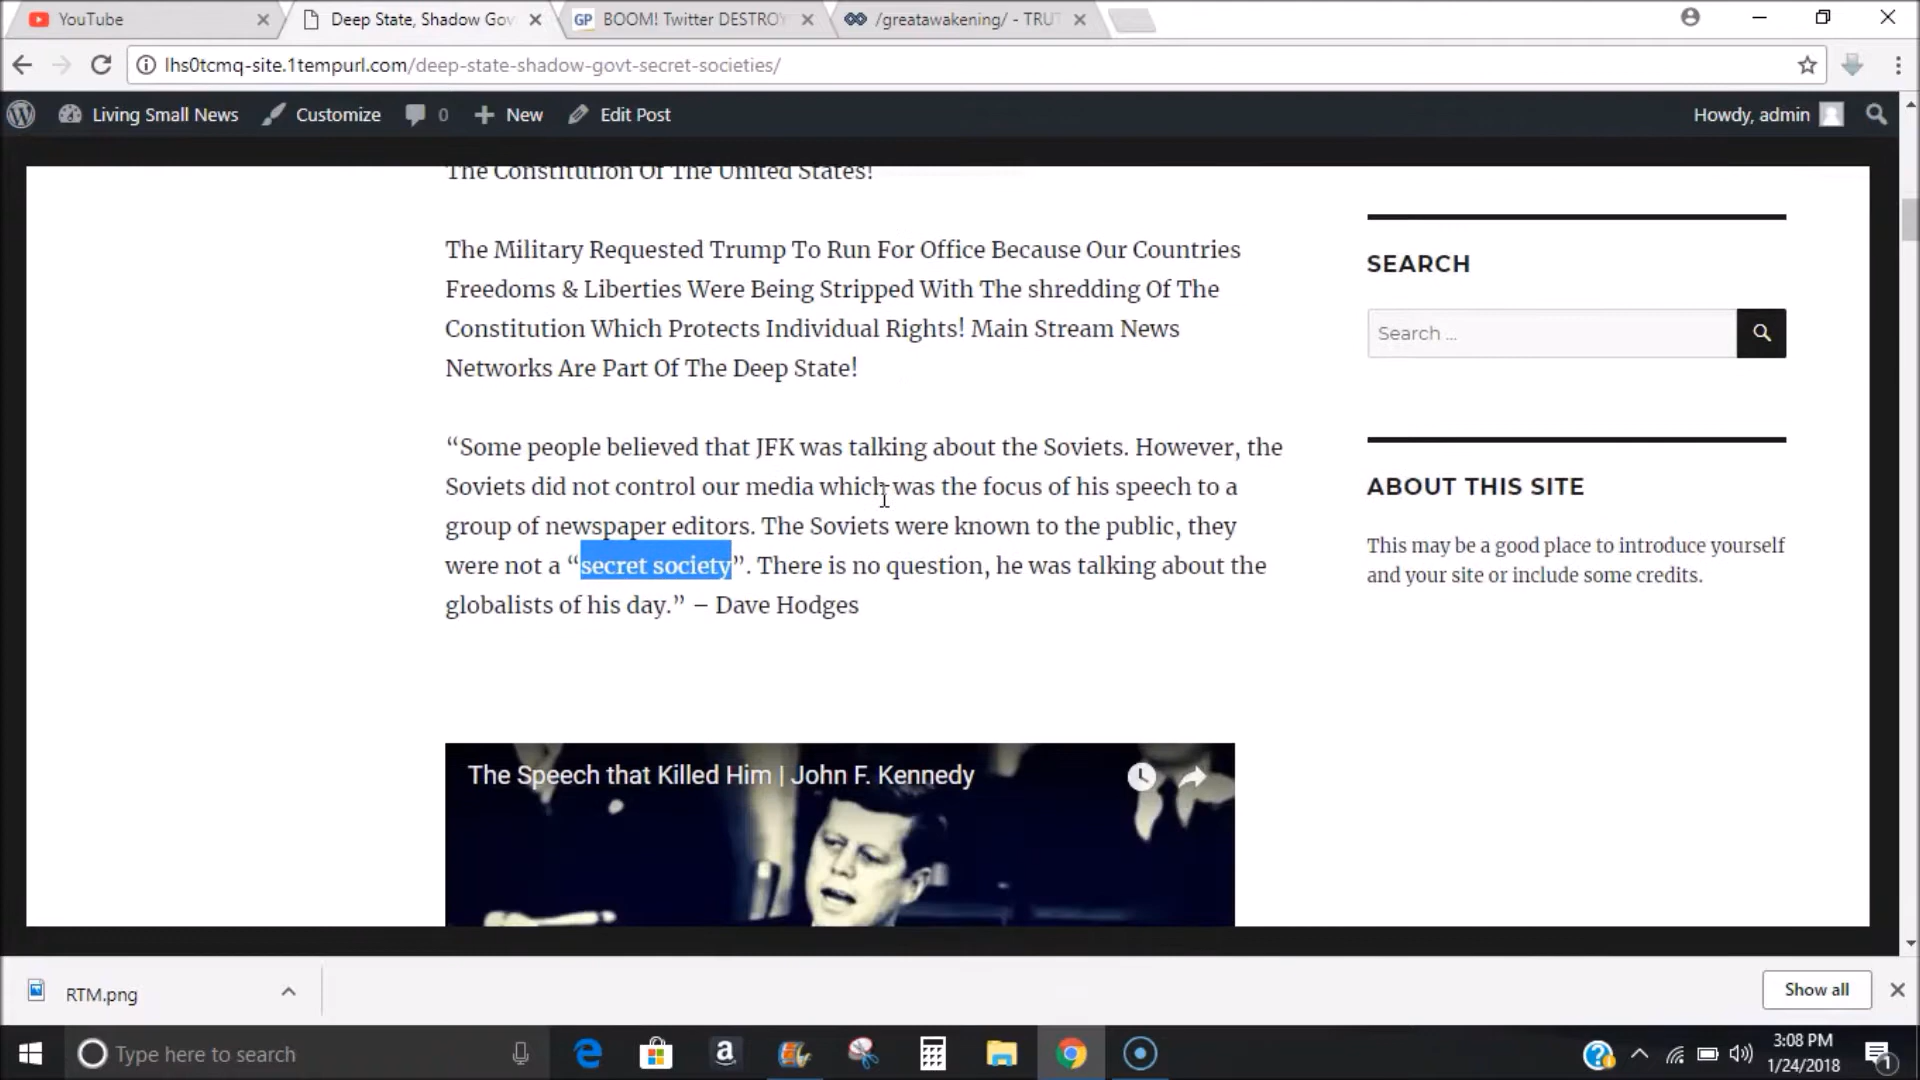 YouTube
Deep State, Shadow Gov
GP BOOM! Twitter DESTROY
/greatawakening/ - TRUT
lhs0tcmq-site.1tempurl.com/deep-state-shadow-govt-secret-societies/
Living Small News
Customize
0
New
Edit Post
Howdy, admin
The Constitution Of The United States!
The Military Requested Trump To Run For Office Because Our Countries
Freedoms & Liberties Were Being Stripped With The shredding Of The
Constitution Which Protects Individual Rights! Main Stream News
Networks Are Part Of The Deep State!
“Some people believed that JFK was talking about the Soviets. However, the
Soviets did not control our media which was the focus of his speech to a
group of newspaper editors. The Soviets were known to the public, they
were not a “secret society”. There is no question, he was talking about the
globalists of his day.” – Dave Hodges
The Speech that Killed Him | John F. Kennedy
SEARCH
Search ...
ABOUT THIS SITE
This may be a good place to introduce yourself
and your site or include some credits.
RTM.png
Show all
Type here to search
3:08 PM
1/24/2018
1